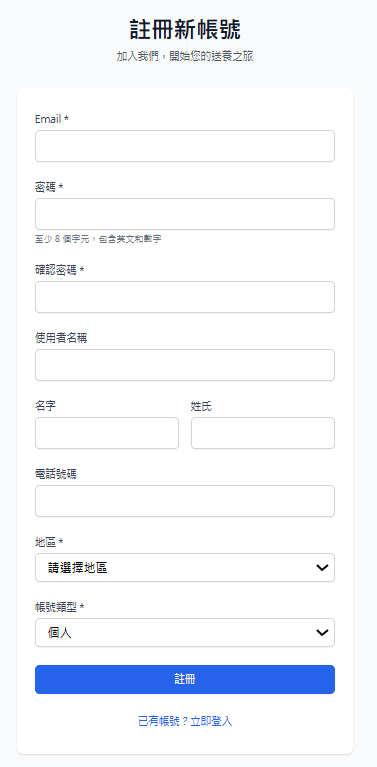 註冊新帳號
加入我們，開始您的送養之旅
Email *
密碼 *
至少 8 個字元，包含英文和數字
確認密碼 *
使用者名稱
名字 姓氏
電話號碼
地區 *
請選擇地區
帳號類型 *
個人
註冊
已有帳號？立即登入